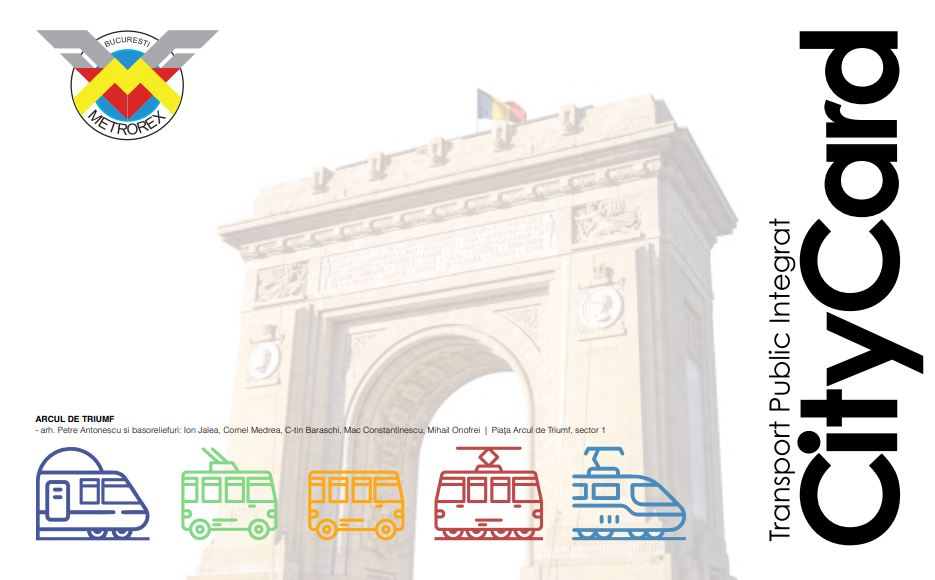 BUCURESTI
METROREX
ARCUL DE TRIUMF
- arh. Petre Antonescu si basoreliefuri: Ion Jalea, Cornel Medrea, C-tin Baraschi, Mac Constantinescu, Mihail Onofrei | Piaţa Arcul de Triumf, sector 1
Transport Public Integrat
CityCard